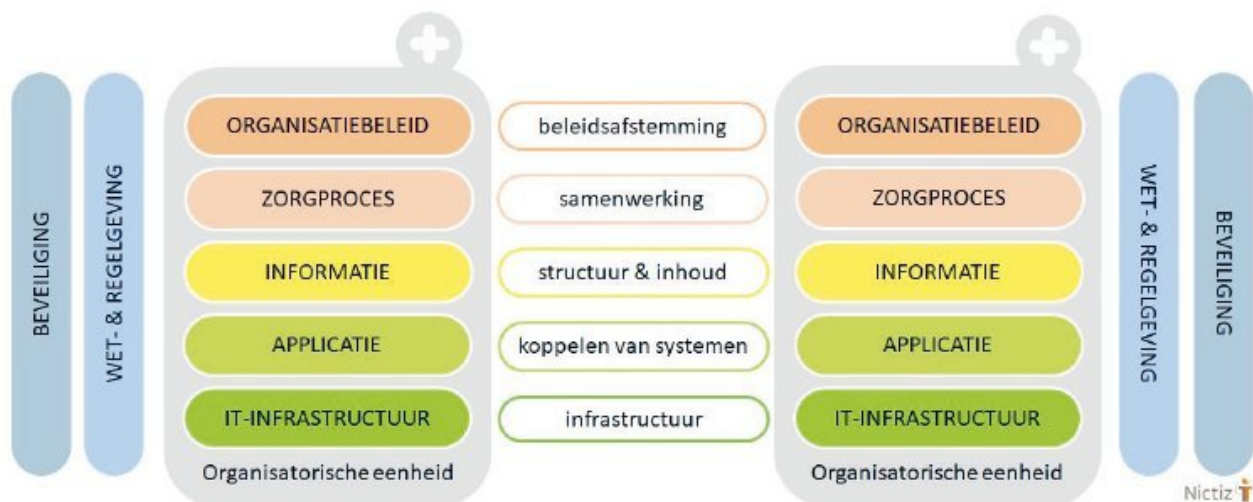 BEVEILIGING
WET- & REGELGEVING
ORGANISATIEBELEID
ZORGPROCES
INFORMATIE
APPLICATIE
IT-INFRASTRUCTUUR
Organisatorische eenheid
beleidsafstemming
samenwerking
structuur & inhoud
koppelen van systemen
infrastructuur
ORGANISATIEBELEID
ZORGPROCES
INFORMATIE
APPLICATIE
IT-INFRASTRUCTUUR
Organisatorische eenheid
WET- & REGELGEVING
BEVEILIGING
Nictiz